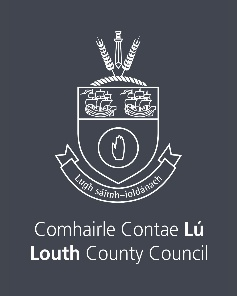 Lugh sáimh-ioldánach
Comhairle Contae Lú
Louth County Council